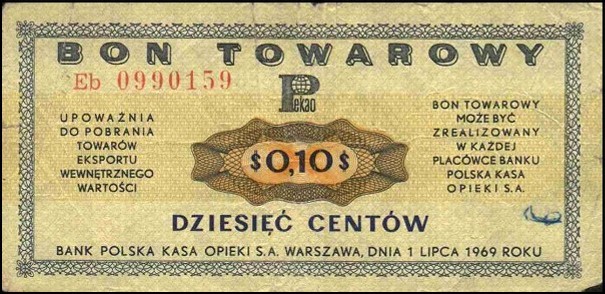 BON TOWAROWY
Eb 0990159
Pekao
UPOWAŻNIA
DO POBRANIA
TOWARÓW
EKSPORTU
WEWNĘTRZNEGO
WARTOŚCI
$0,10$
BON TOWAROWY
MOŻE BYĆ
ZREALIZOWANY
W KAŻDEJ
PLACÓWCE BANKU
POLSKA KASA
OPIEKI S.A.
DZIESIĘĆ CENTÓW
BANK POLSKA KASA OPIEKI S.A. WARSZAWA, DNIA 1 LIPCA 1969 ROKU